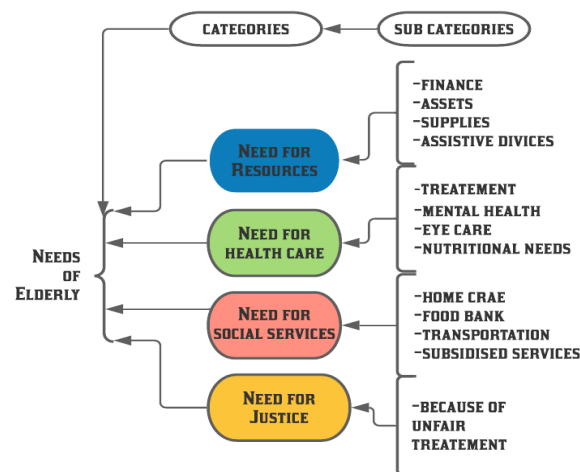 CATEGORIES
SUB CATEGORIES
-FINANCE
-ASSETS
-SUPPLIES
-ASSISTIVE DIVICES
NEED FOR
RESOURCES
-TREATEMENT
-MENTAL HEALTH
-EYE CARE
-NUTRITIONAL NEEDS
NEED FOR
HEALTH CARE
NEEDS
OF
ELDERLY
-HOME CRAE
-FOOD BANK
-TRANSPORTATION
-SUBSIDISED SERVICES
NEED FOR
SOCIAL SERVICES
NEED FOR
JUSTICE
-BECAUSE OF
UNFAIR
TREATEMENT